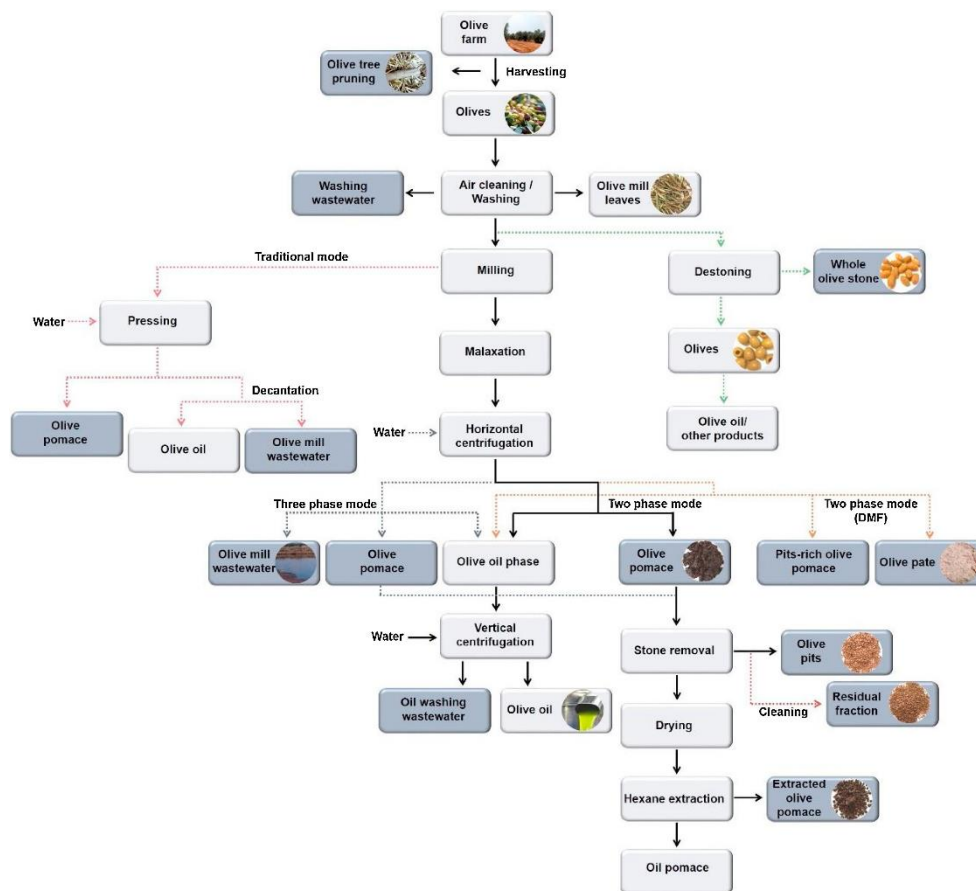 Olive
farm
Olive tree
pruning
Harvesting
Olives
Washing
wastewater
Air cleaning /
Washing
Olive mill
leaves
Traditional mode
Milling
Destoning
Whole
olive stone
Water
Pressing
Malaxation
Olives
Decantation
Olive
pomace
Olive oil
Olive mill
wastewater
Water
Horizontal
centrifugation
Olive oil/
other products
Three phase mode
Two phase mode
Two phase mode
(DMF)
Olive mill
wastewater
Olive
pomace
Olive oil phase
Olive
pomace
Pits-rich olive
pomace
Olive pate
Water
Vertical
centrifugation
Stone removal
Olive
pits
Oil washing
wastewater
Olive oil
Cleaning
Residual
fraction
Drying
Hexane extraction
Extracted
olive
pomace
Oil pomace